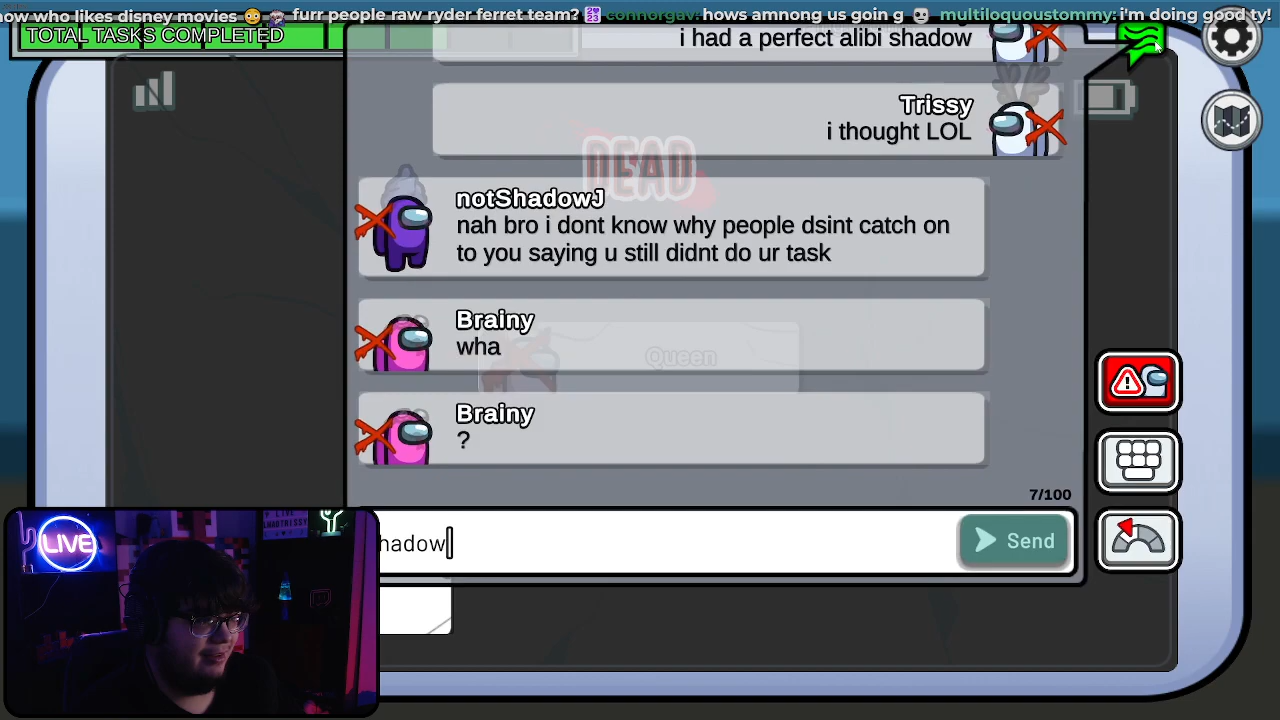 now who likes disney movies furr people raw ryder ferret team? connorgav: hows amnong us goin g multiloquoustommy: i'm doing good ty!
TOTAL TASKS COMPLETED
i had a perfect alibi shadow
Trissy
i thought LOL
DEAD
notShadowJ
nah bro i dont know why people dsint catch on
to you saying u still didnt do ur task
Brainy
wha
Queen
Brainy
?
7/100
hadow
Send
LIVE
LIVE
LMAOTRISSY